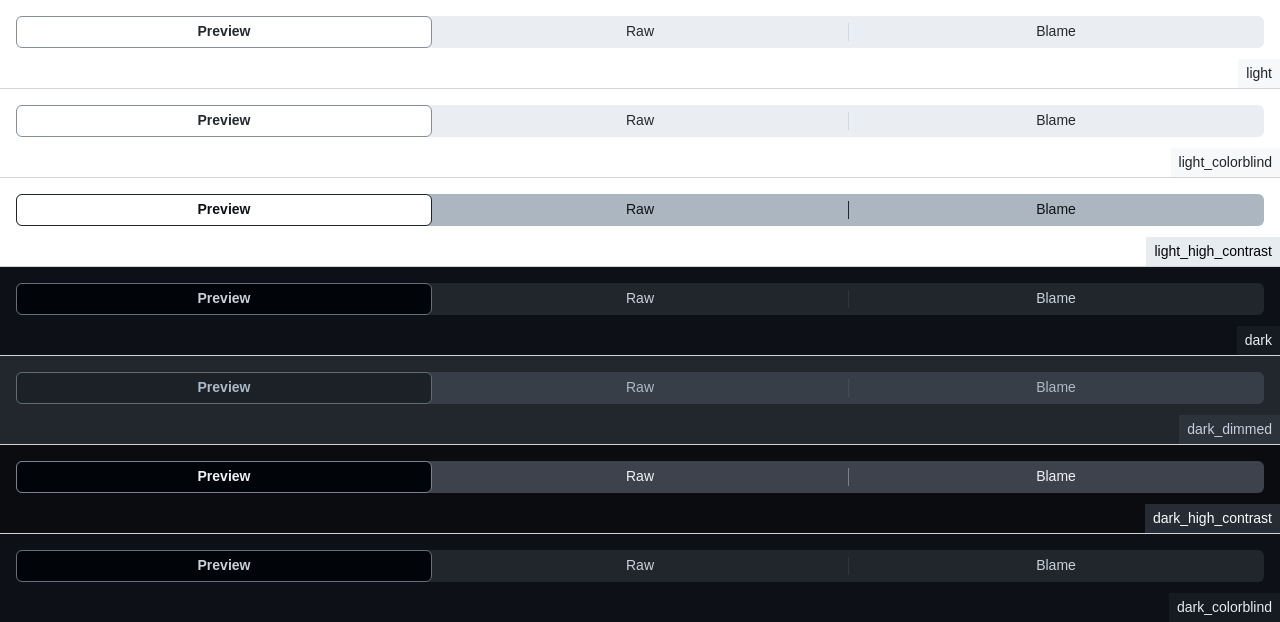 Preview Raw Blame
light
Preview Raw Blame
light_colorblind
Preview Raw Blame
light_high_contrast
Preview Raw Blame
dark
Preview Raw Blame
dark_dimmed
Preview Raw Blame
dark_high_contrast
Preview Raw Blame
dark_colorblind